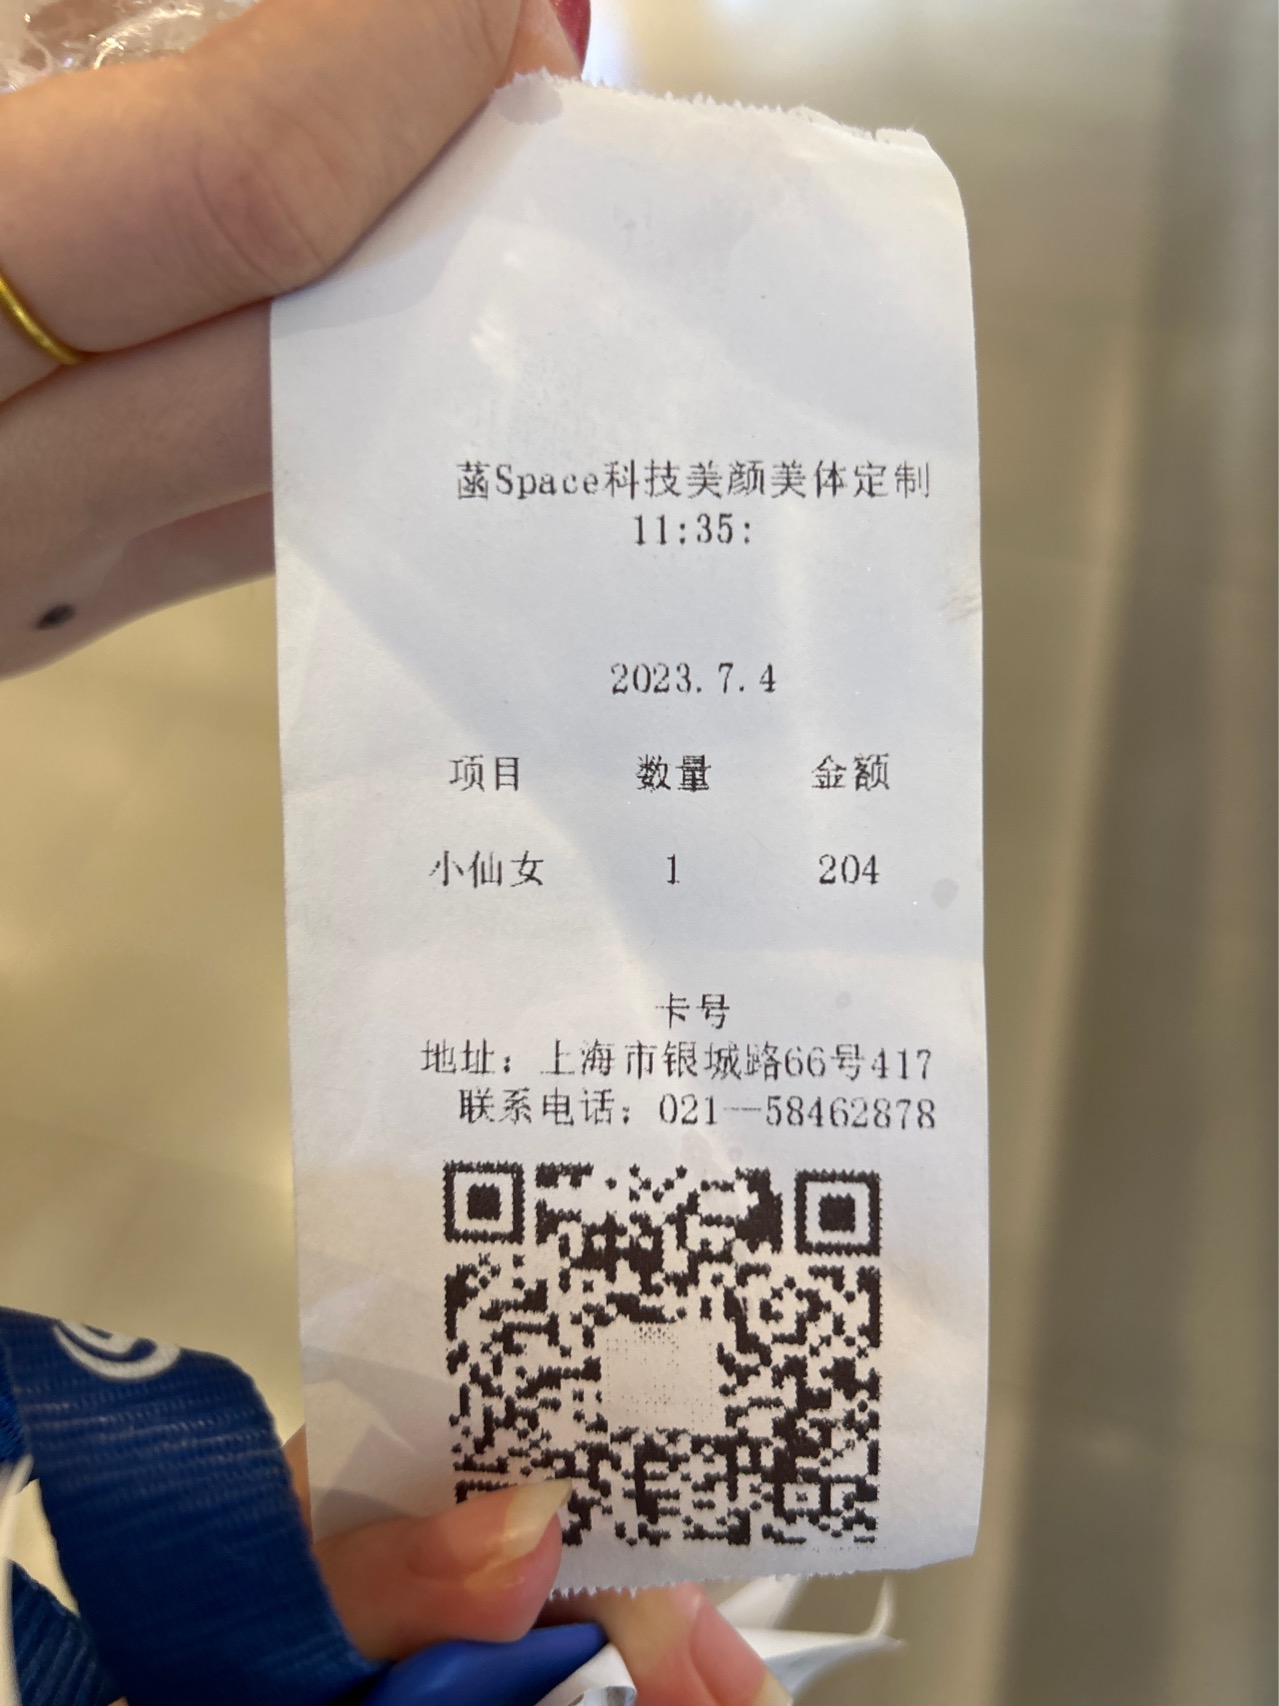 菡Space科技美颜美体定制
11:35:
2023.7.4
项目 数量 金额
小仙女 1 204
卡号
地址：上海市银城路66号417
联系电话：021—58462878